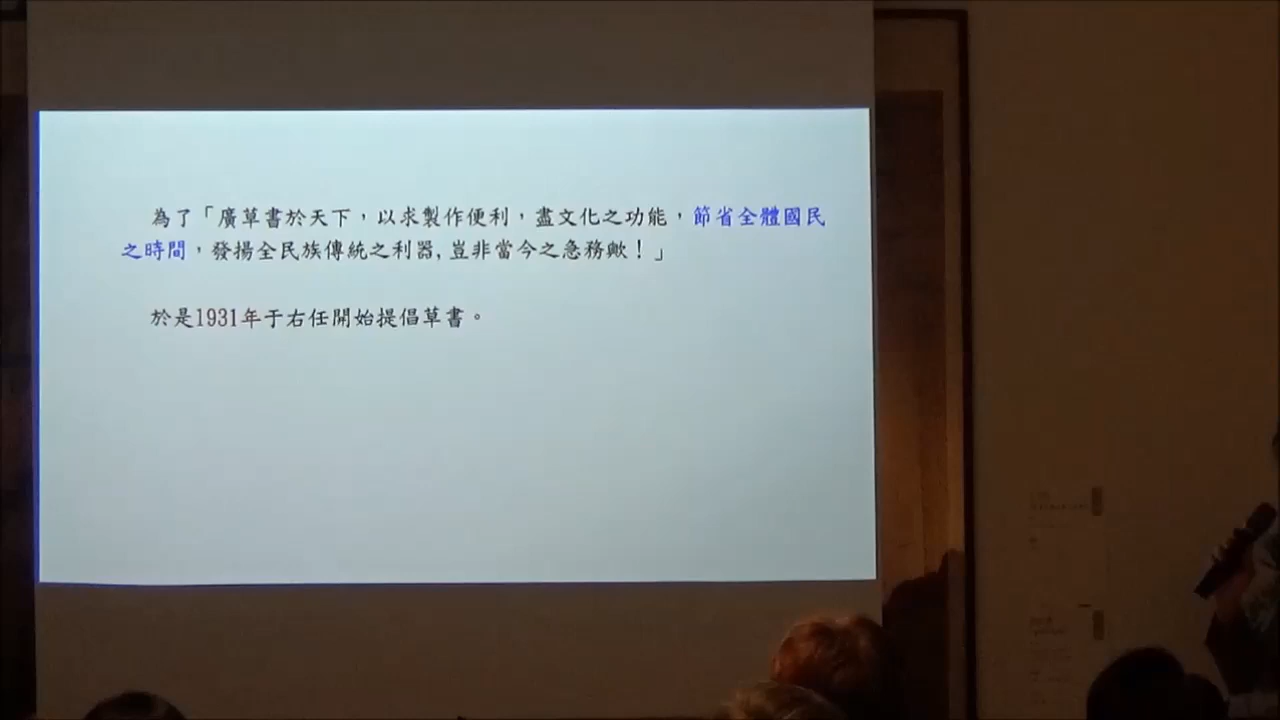 為了「廣草書於天下，以求製作便利，盡文化之功能，節省全體國民
之時間，發揚全民族傳統之利器,豈非當今之急務歟！」
於是1931年于右任開始提倡草書。